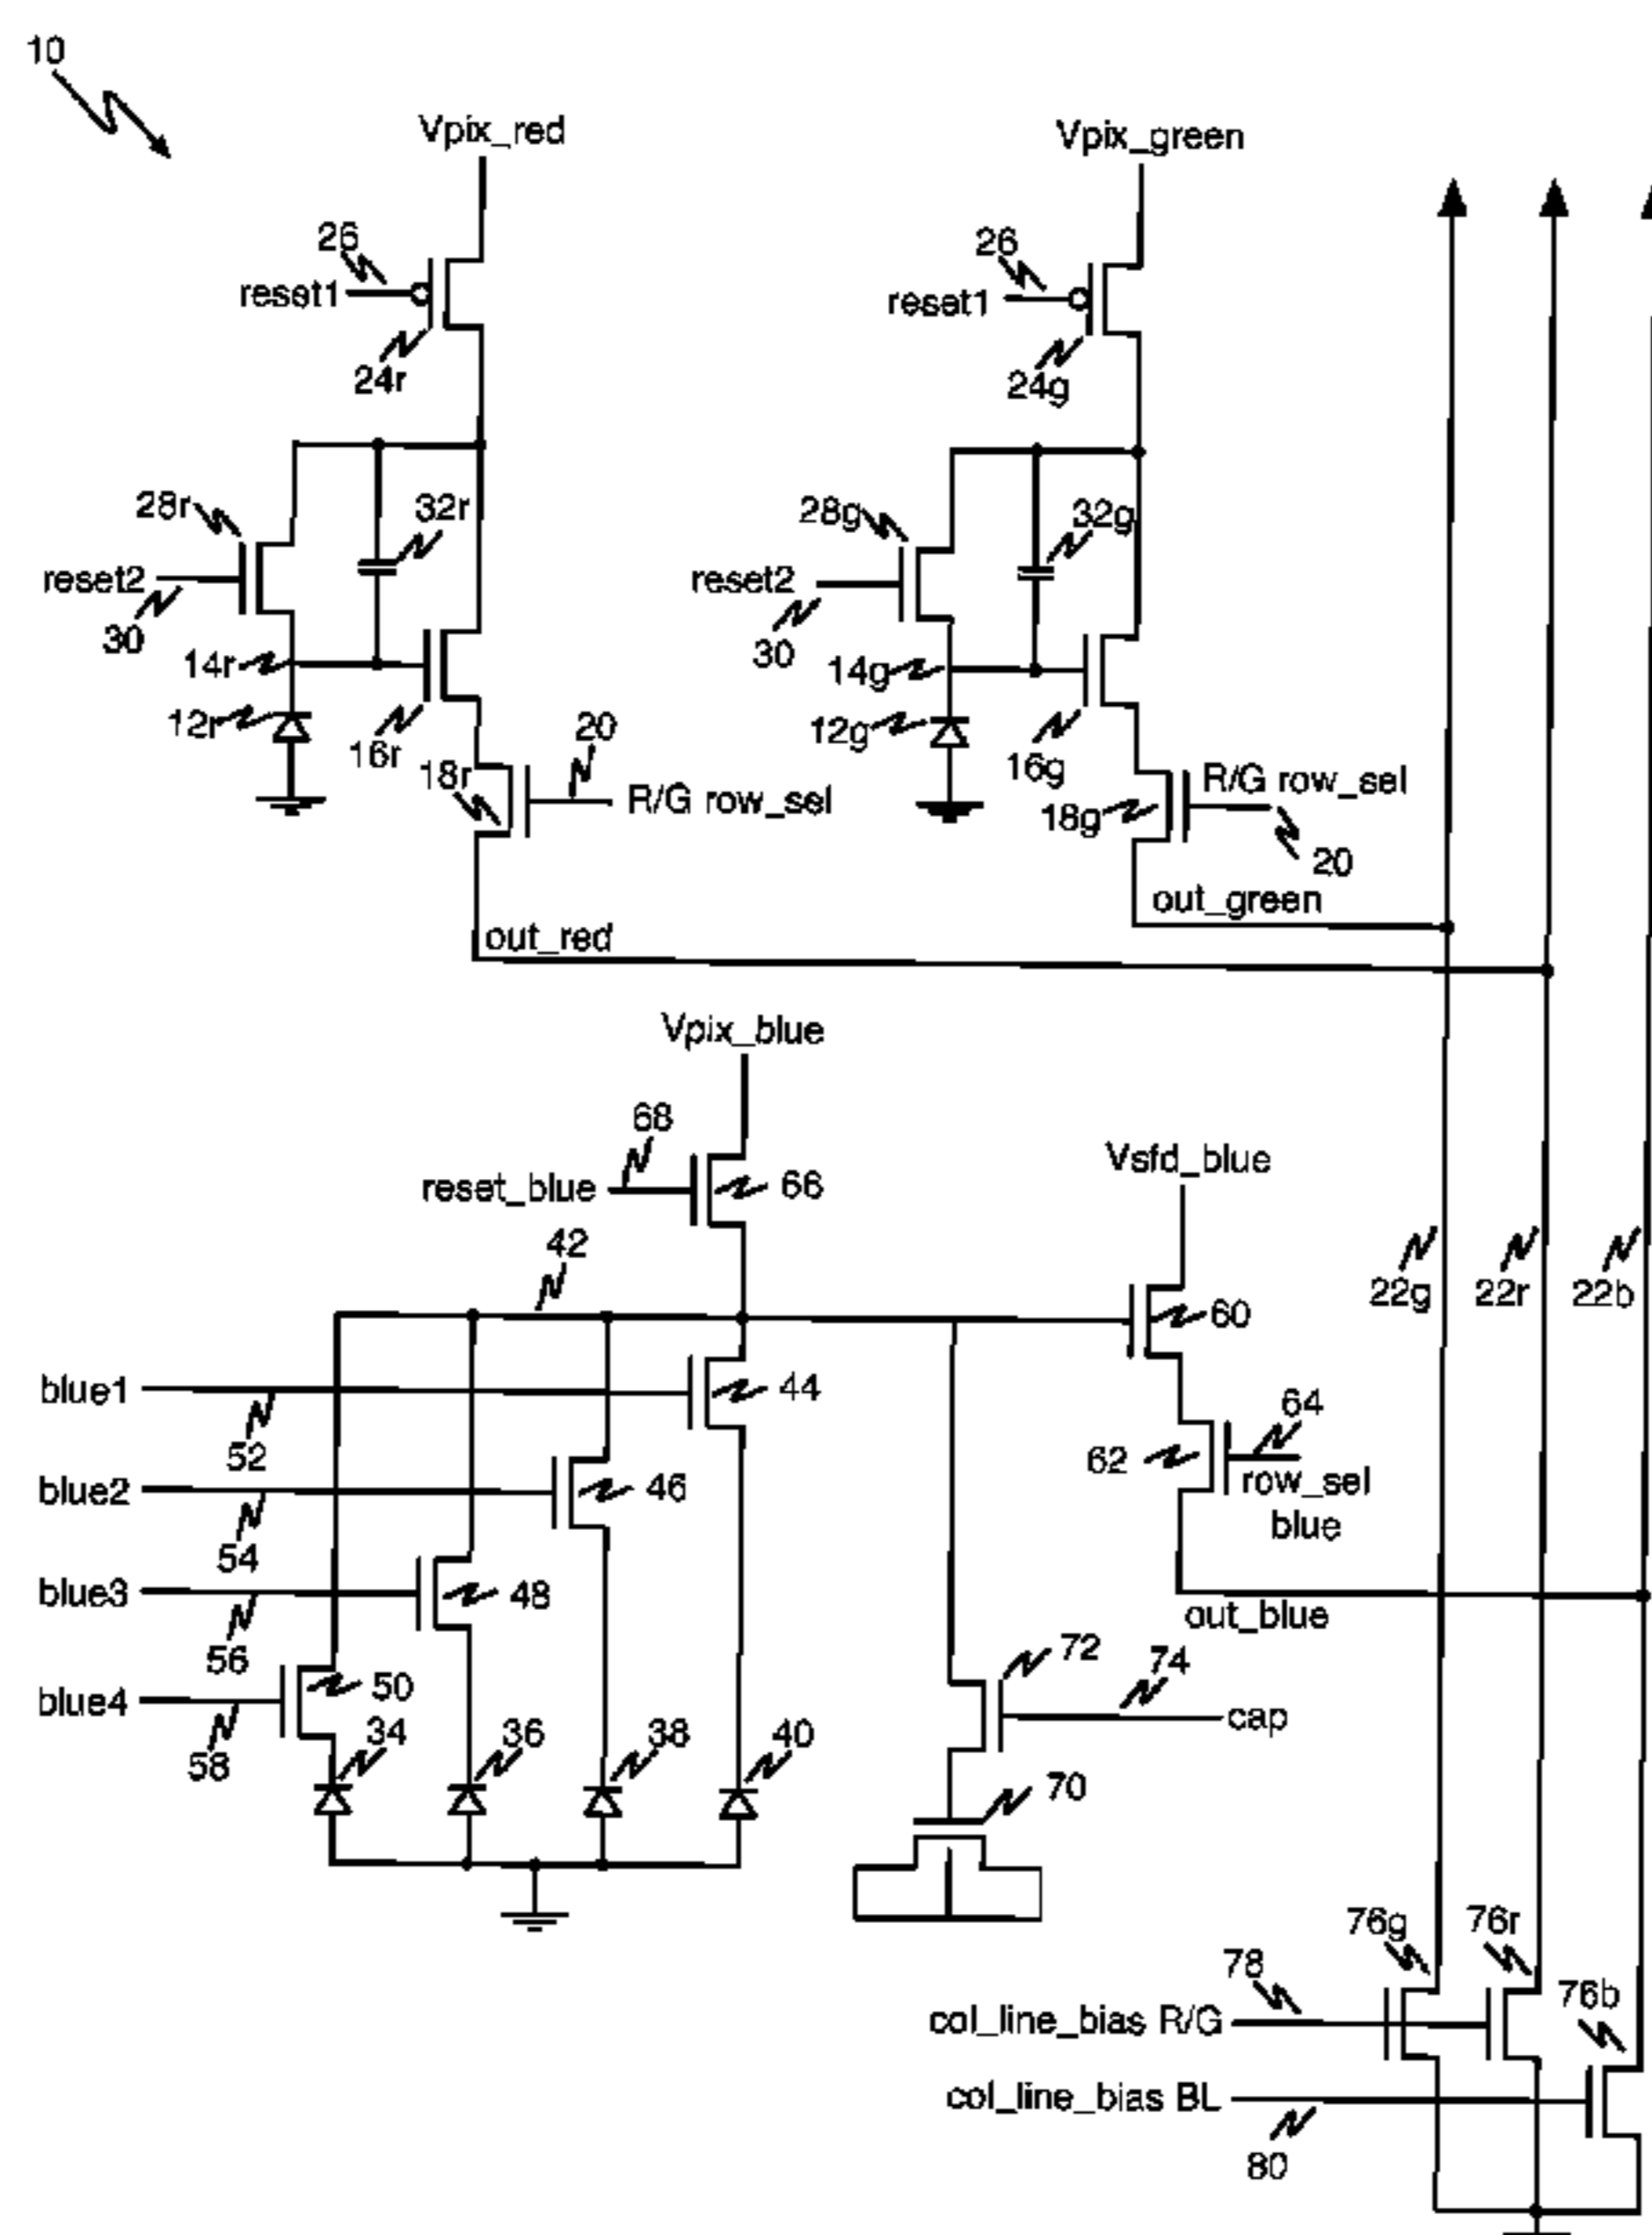 10
Vpix_red
Vpix_green
26
reset1
24r
26
reset1
24g
28r
32r
reset2
30
14r
12r
16r
18r
20
R/G row_sel
28g
32g
reset2
30
14g
12g
16g
18g
R/G row_sel
20
out_green
out_red
Vpix_blue
68
reset_blue
66
42
Vsfd_blue
22g
22r
22b
60
blue1
52
44
64
62
row_sel
blue
blue2
54
46
blue3
56
48
out_blue
blue4
58
50
34
36
38
40
72
74
cap
70
76g
76r
78
76b
col_line_bias R/G
col_line_bias BL
80